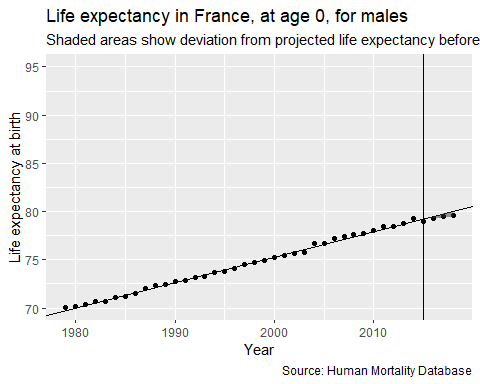 Life expectancy in France, at age 0, for males
Shaded areas show deviation from projected life expectancy before
95
90
85
80
75
70
Life expectancy at birth
1980 1990 2000 2010
Year
Source: Human Mortality Database